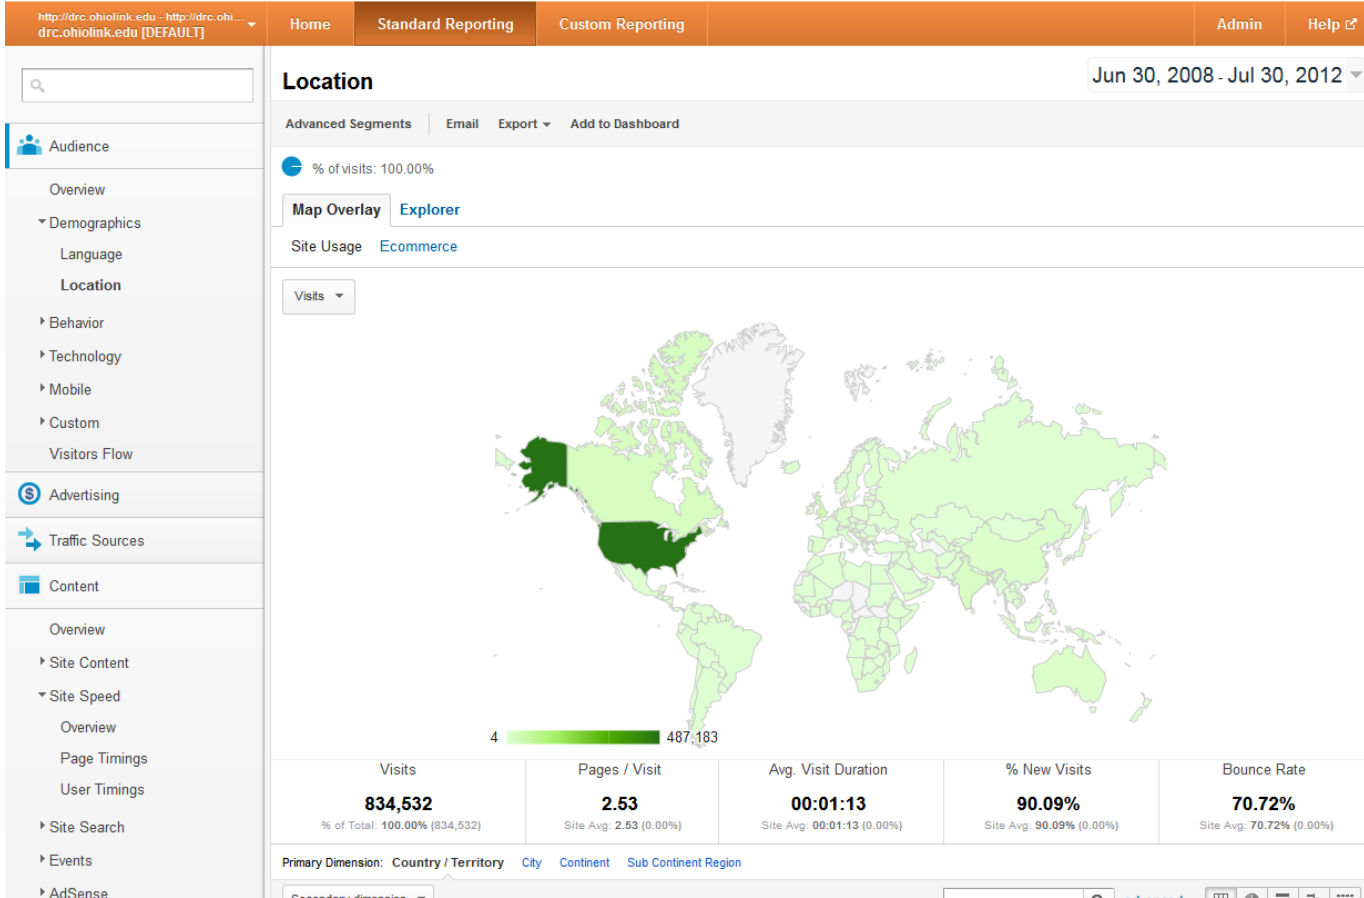 http://drc.ohiolink.edu - http://drc.ohi...
drc.ohiolink.edu [DEFAULT]
Home
Standard Reporting
Custom Reporting
Admin
Help
Audience
Overview
Demographics
Language
Location
Behavior
Technology
Mobile
Custom
Visitors Flow
Advertising
Traffic Sources
Content
Overview
Site Content
Site Speed
Overview
Page Timings
User Timings
Site Search
Events
AdSense
Location
Jun 30, 2008 - Jul 30, 2012
Advanced Segments Email Export Add to Dashboard
% of visits: 100.00%
Map Overlay Explorer
Site Usage Ecommerce
Visits
4 487,183
Visits
834,532
% of Total: 100.00% (834,532)
Pages / Visit
2.53
Site Avg: 2.53 (0.00%)
Avg. Visit Duration
00:01:13
Site Avg: 00:01:13 (0.00%)
% New Visits
90.09%
Site Avg: 90.09% (0.00%)
Bounce Rate
70.72%
Site Avg: 70.72% (0.00%)
Primary Dimension: Country / Territory City Continent Sub Continent Region
Secondary dimension
advanced